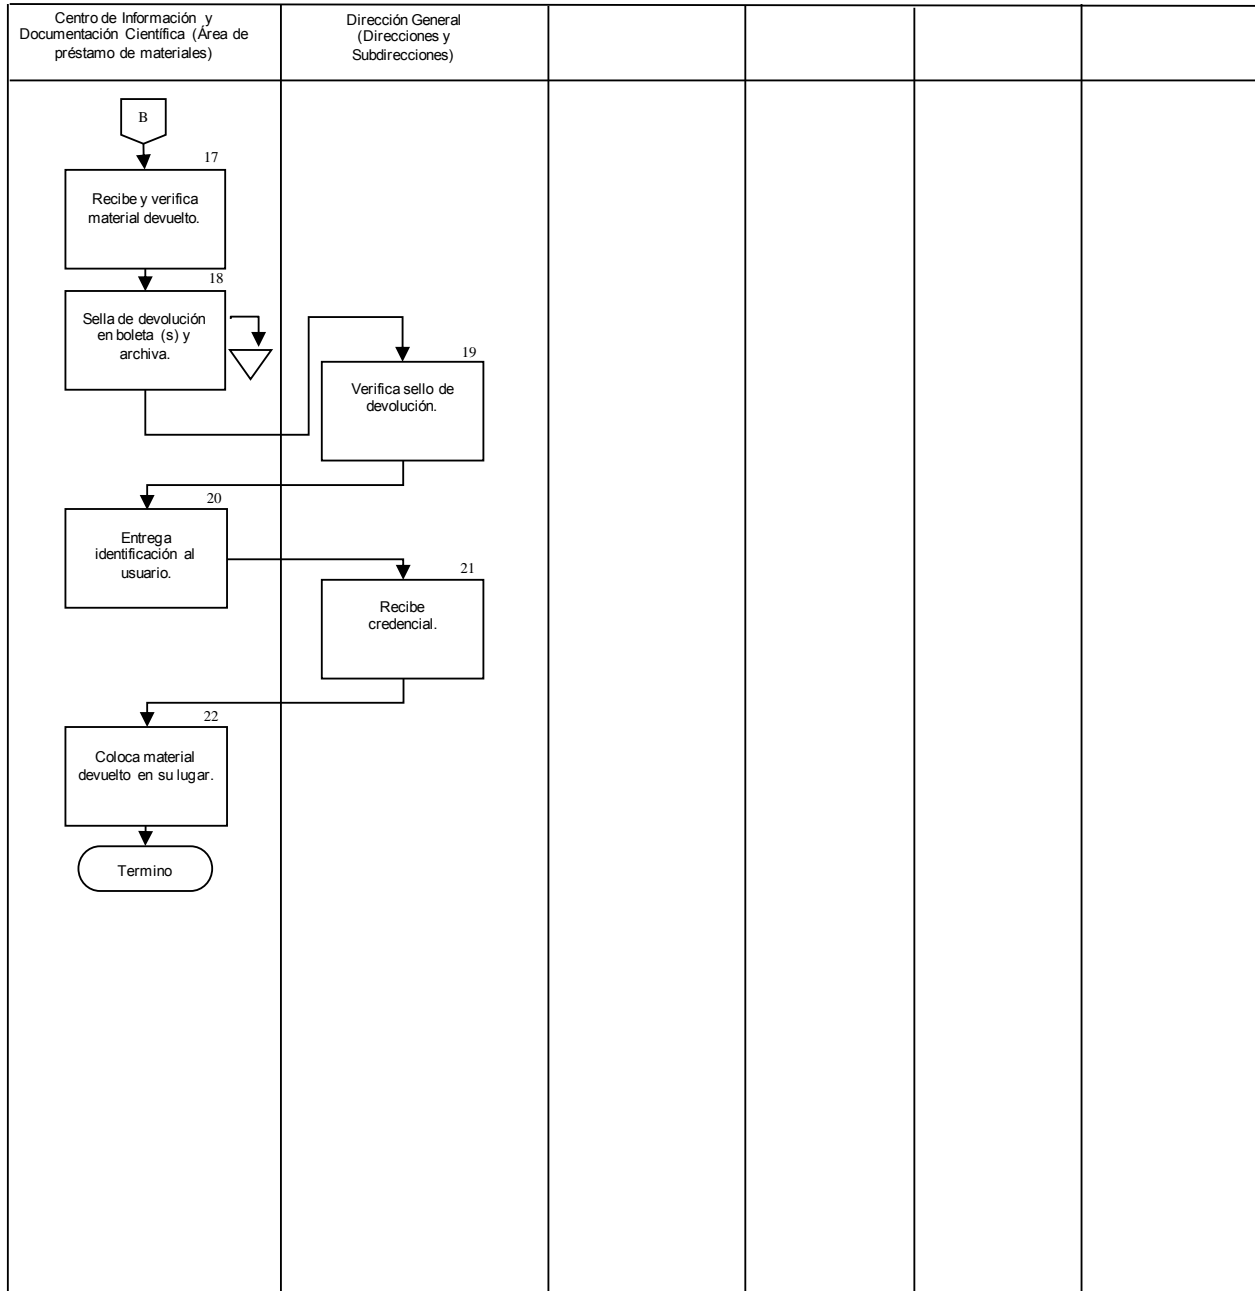 Centro de Información y
Documentación Científica (Área de
préstamo de materiales)
Dirección General
(Direcciones y
Subdirecciones)
B
17
Recibe y verifica
material devuelto.
18
Sella de devolución
en boleta (s) y
archiva.
19
Verifica sello de
devolución.
20
Entrega
identificación al
usuario.
21
Recibe
credencial.
22
Coloca material
devuelto en su lugar.
Termino